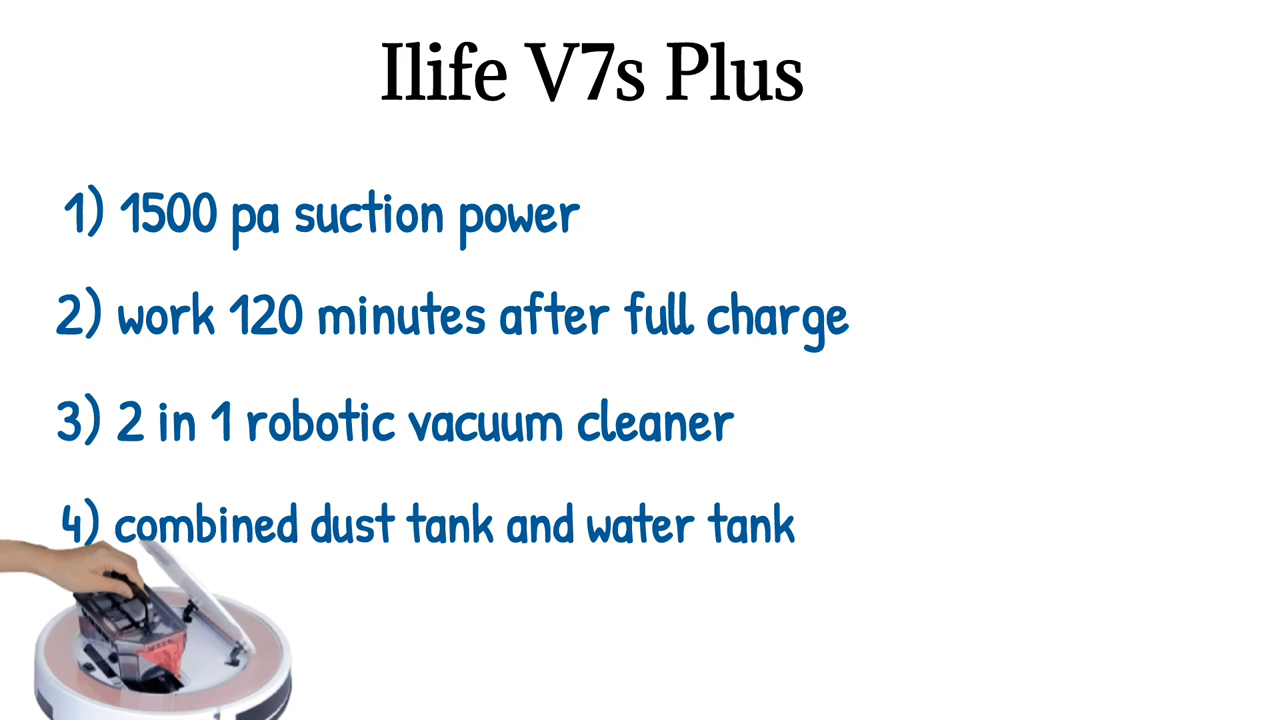 Ilife V7s Plus
1) 1500 pa suction power
2) work 120 minutes after full charge
3) 2 in 1 robotic vacuum cleaner
4) combined dust tank and water tank